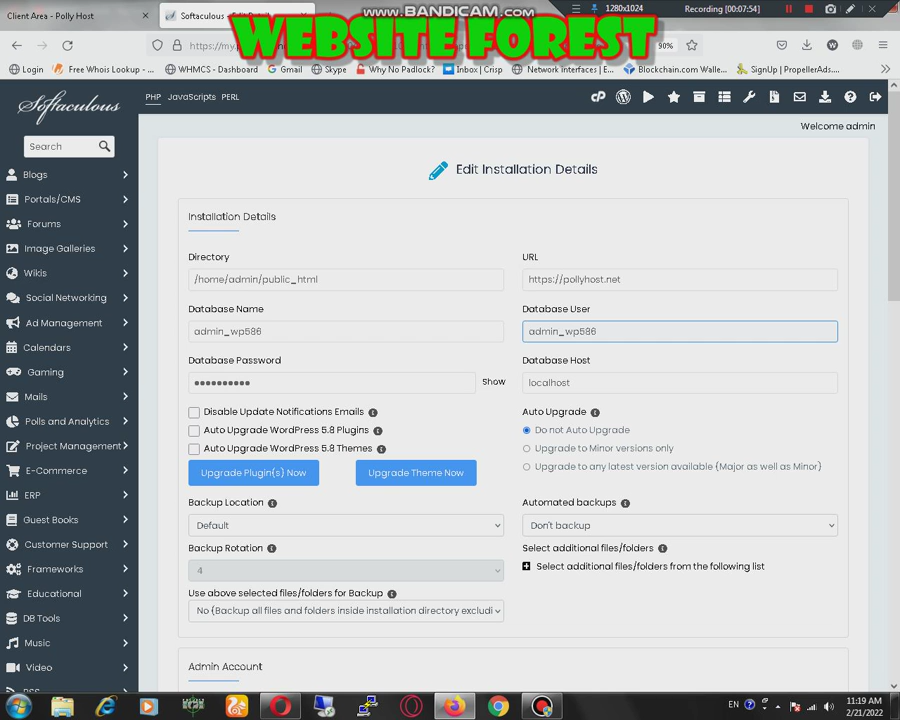 Client Area - Polly Host
Softaculous
www.BANDICAM.com
1280x1024
Recording [00:07:54]
WEBSITE FOREST
https://my.
90%
Login
Free Whois Lookup - ...
WHMCS - Dashboard
Gmail
Skype
Why No Padlock?
Inbox | Crisp
Network Interfaces | E...
Blockchain.com Walle...
SignUp | PropellerAds....
Softaculous
PHP
JavaScripts
PERL
Welcome admin
Search
Blogs
Portals/CMS
Forums
Image Galleries
Wikis
Social Networking
Ad Management
Calendars
Gaming
Mails
Polls and Analytics
Project Management
E-Commerce
ERP
Guest Books
Customer Support
Frameworks
Educational
DB Tools
Music
Video
RSS
Edit Installation Details
Installation Details
Directory
URL
/home/admin/public_html
https://pollyhost.net
Database Name
Database User
admin_wp586
admin_wp586
Database Password
Database Host
••••••••••
Show
localhost
Disable Update Notifications Emails
Auto Upgrade
Auto Upgrade WordPress 5.8 Plugins
Do not Auto Upgrade
Auto Upgrade WordPress 5.8 Themes
Upgrade to Minor versions only
Upgrade Plugin(s) Now
Upgrade Theme Now
Upgrade to any latest version available (Major as well as Minor)
Backup Location
Automated backups
Default
Don't backup
Backup Rotation
Select additional files/folders
4
Select additional files/folders from the following list
Use above selected files/folders for Backup
No (Backup all files and folders inside installation directory excludi
Admin Account
EN
11:19 AM
2/21/2022